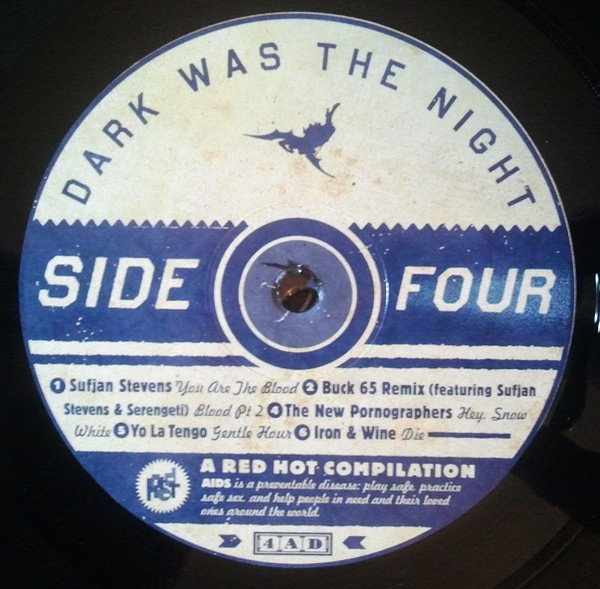 DARK WAS THE NIGHT
SIDE FOUR
1 Sufjan Stevens You Are The Blood 2 Buck 65 Remix (featuring Sufjan
Stevens & Serengeti) Blood Pt 2 4 The New Pornographers Hey, Snow
White 5 Yo La Tengo Gentle Hour 6 Iron & Wine Die
RED HOT
A RED HOT COMPILATION
AIDS is a preventable disease: play safe, practice
safe sex, and help people in need and their loved
ones around the world.
4AD